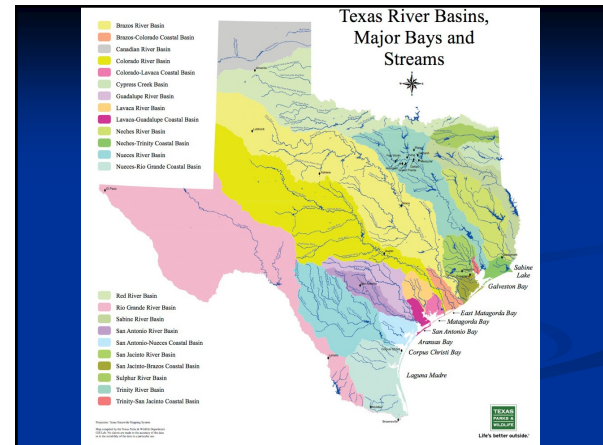 Texas River Basins,
Major Bays and
Streams
Brazos River Basin
Brazos-Colorado Coastal Basin
Canadian River Basin
Colorado River Basin
Colorado-Lavaca Coastal Basin
Cypress Creek Basin
Guadalupe River Basin
Lavaca River Basin
Lavaca-Guadalupe Coastal Basin
Neches River Basin
Neches-Trinity Coastal Basin
Nueces River Basin
Nueces-Rio Grande Coastal Basin
Sabine
Lake
Galveston Bay
East Matagorda Bay
Matagorda Bay
San Antonio Bay
Aransas Bay
Corpus Christi Bay
Laguna Madre
Red River Basin
Rio Grande River Basin
Sabine River Basin
San Antonio River Basin
San Antonio-Nueces Coastal Basin
San Jacinto River Basin
San Jacinto-Brazos Coastal Basin
Sulphur River Basin
Trinity River Basin
Trinity-San Jacinto Coastal Basin
TEXAS
PARKS &
WILDLIFE
Life's better outside.